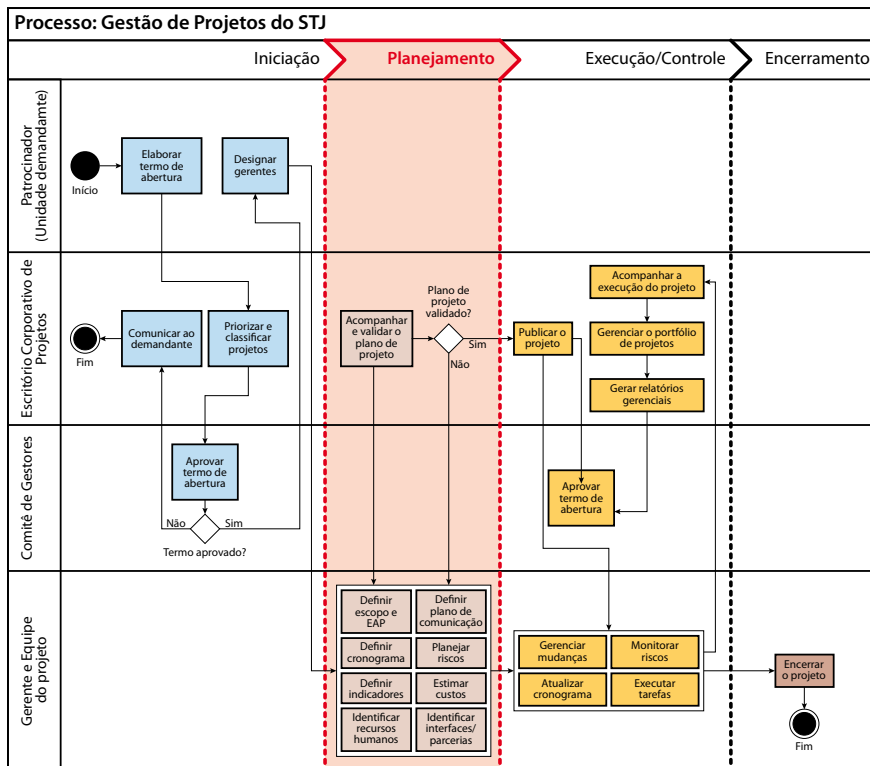 Processo: Gestão de Projetos do STJ
Iniciação
Planejamento
Execução/Controle
Encerramento
Patrocinador
(Unidade demandamte)
Início
Elaborar
termo de
abertura
Designar
gerentes
Escritório Corporativo de
Projetos
Fim
Comunicar ao
demandante
Priorizar e
classificar
projetos
Acompanhar
e validar o
plano de
projeto
Plano de
projeto
validado?
Sim
Não
Publicar o
projeto
Acompanhar a
execução do projeto
Gerenciar o portfólio
de projetos
Gerar relatórios
gerenciais
Comitê de Gestores
Aprovar
termo de
abertura
Não
Sim
Termo aprovado?
Aprovar
termo de
abertura
Gerente e Equipe
do projeto
Definir
escopo e
EAP
Definir
plano de
comunicação
Definir
cronograma
Planejar
riscos
Definir
indicadores
Estimar
custos
Identificar
recursos
humanos
Identificar
interfaces/
parcerias
Gerenciar
mudanças
Monitorar
riscos
Atualizar
cronograma
Executar
tarefas
Encerrar
o projeto
Fim